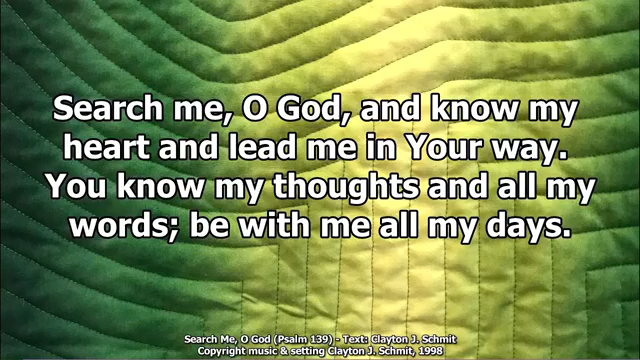 Search me, O God, and know my
heart and lead me in Your way.
You know my thoughts and all my
words; be with me all my days.
Search Me, O God (Psalm 139) - Text: Clayton J. Schmit
Copyright music & setting Clayton J. Schmit, 1998